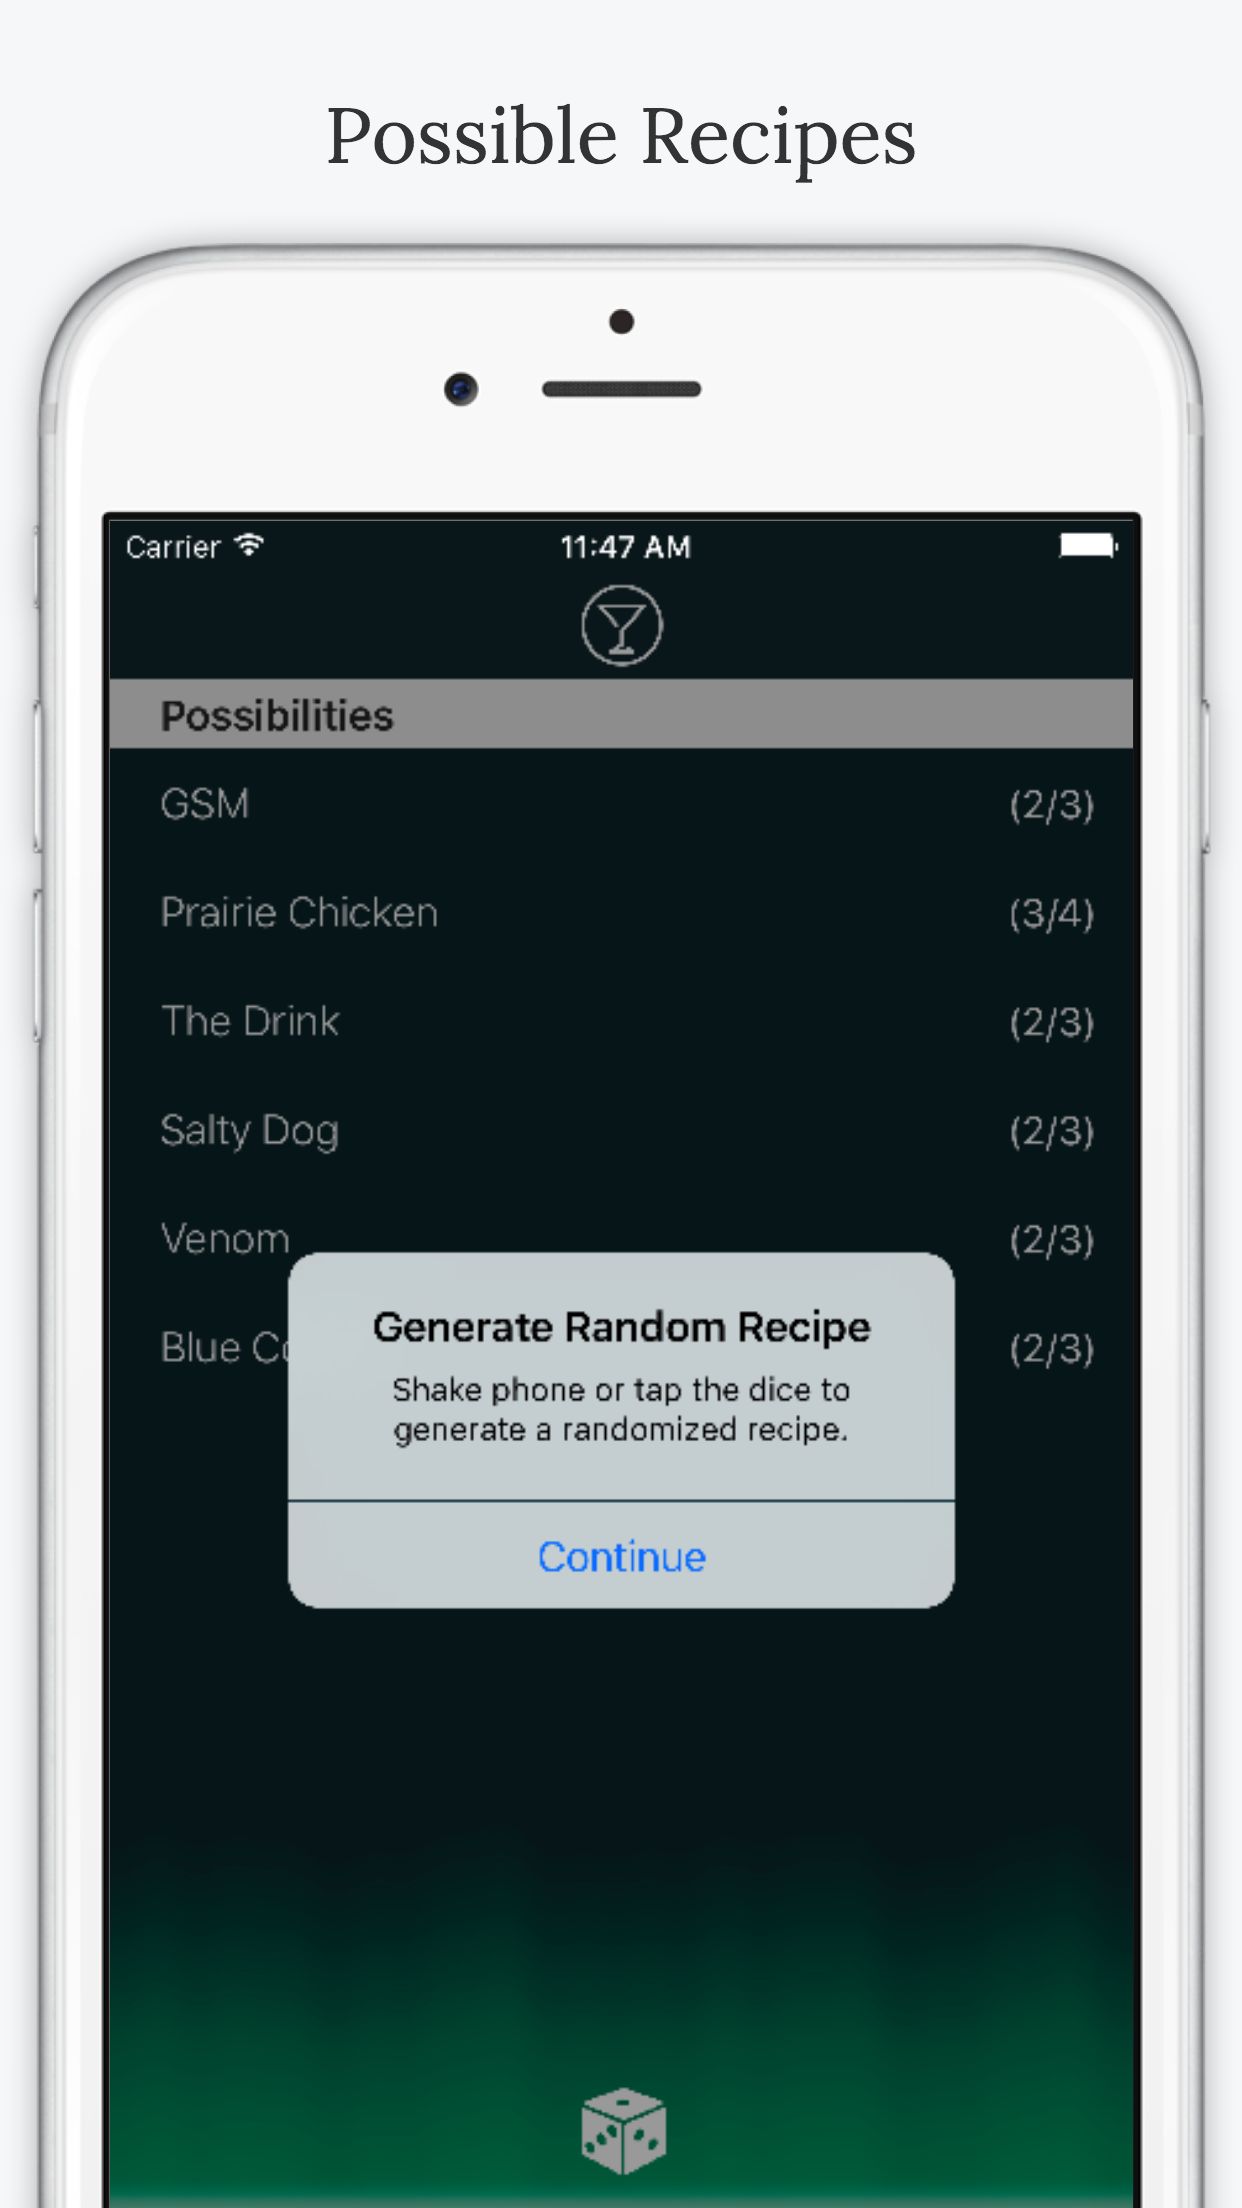 Possible Recipes
Carrier 11:47 AM
Possibilities
GSM (2/3)
Prairie Chicken (3/4)
The Drink (2/3)
Salty Dog (2/3)
Venom (2/3)
Blue (2/3)
Generate Random Recipe
Shake phone or tap the dice to
generate a randomized recipe.
Continue